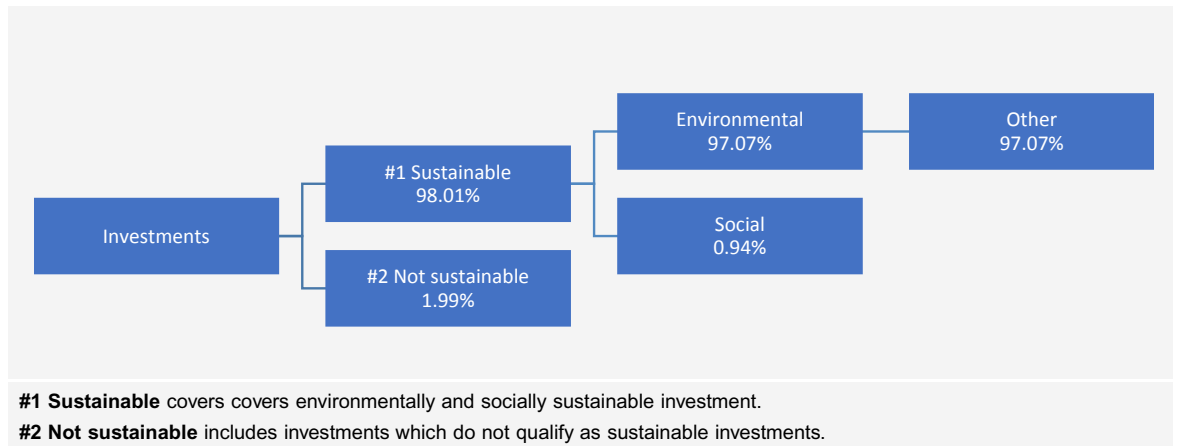 Investments
#1 Sustainable
98.01%
#2 Not sustainable
1.99%
Environmental
97.07%
Social
0.94%
Other
97.07%
#1 Sustainable covers covers environmentally and socially sustainable investment.
#2 Not sustainable includes investments which do not qualify as sustainable investments.